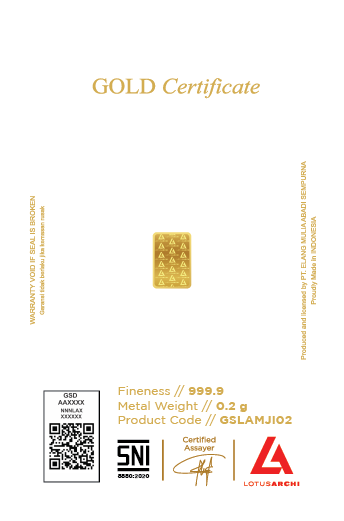 GOLD Certificate
WARRANTY VOID IF SEAL IS BROKEN
Garansi tidak berlaku jika kemasan rusak
Produced and licensed by PT. ELANG MULIA ABADI SEMPURNA
Proudly Made in INDONESIA
Fineness // 999.9
Metal Weight // 0.2 g
Product Code // GSLAMJI02
GSD
AAXXXX
NNNLAX
XXXXXX
SNI
8880:2020
Certified
Assayer
LOTUSARCHI